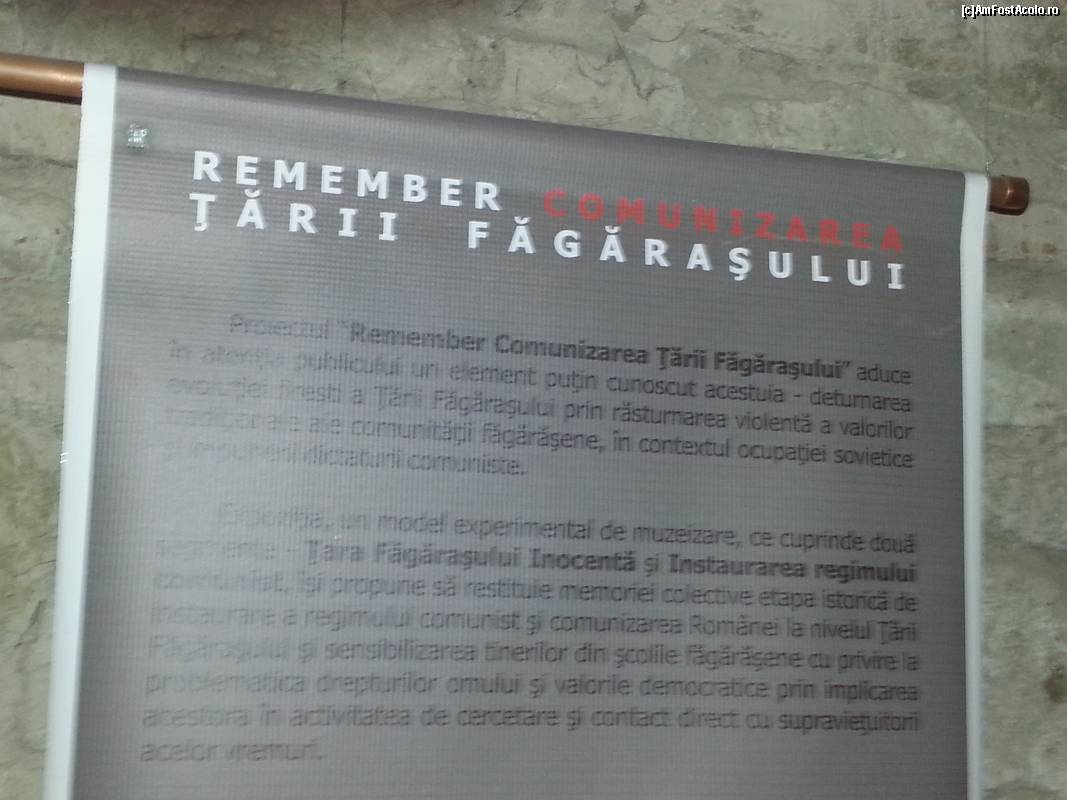 [c]AmFostAcolo.ro
REMEMBER COMUNIZAREA
ŢĂRII FĂGĂRAŞULUI
Proiectul "Remember Comunizarea Ţării Făgăraşului" aduce
în atenţia publicului un element puţin cunoscut acestuia - deturnarea
evoluţiei fireşti a Ţării Făgăraşului prin răsturnarea violentă a valorilor
ale comunităţii făgărăşene, în contextul ocupaţiei sovietice
dictaturii comuniste.
Expoziţia, un model experimental de muzeizare, ce cuprinde două
segmente - Ţara Făgăraşului Inocentă şi Instaurarea regimului
comunist, îşi propune să restituie memoriei colective etapa istorică de
instaurare a regimului comunist şi comunizarea României la nivelul Ţării
Făgăraşului şi sensibilizarea tinerilor din şcolile făgărăşene cu privire la
problematica drepturilor omului şi valorile democratice prin implicarea
acestora în activitatea de cercetare şi contact direct cu supravieţuitorii
acelor vremuri.